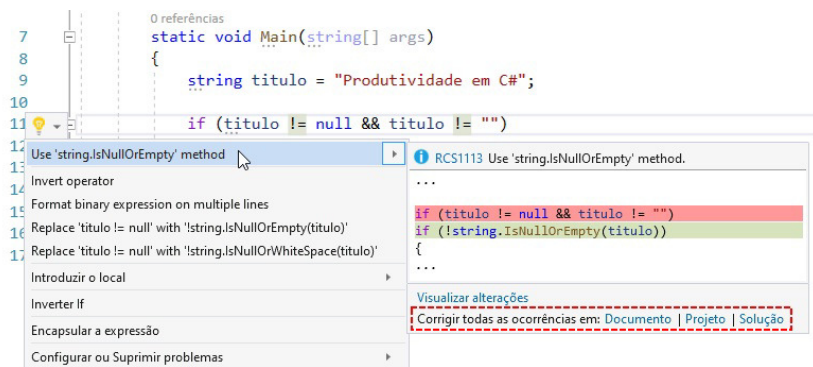 0 referências
7 static void Main(string[] args)
8 {
9 string titulo = "Produtividade em C#";
10
11 if (titulo != null && titulo != "")
12
13
14
15
16
17
Use 'string.IsNullOrEmpty' method
Invert operator
Format binary expression on multiple lines
Replace 'titulo != null' with '!string.IsNullOrEmpty(titulo)'
Replace 'titulo != null' with '!string.IsNullOrWhiteSpace(titulo)'
Introduzir o local
Inverter If
Encapsular a expressão
Configurar ou Suprimir problemas
RCS1113 Use 'string.IsNullOrEmpty' method.
...
if (titulo != null && titulo != "")
if (!string.IsNullOrEmpty(titulo))
{
...
Visualizar alterações
Corrigir todas as ocorrências em: Documento | Projeto | Solução